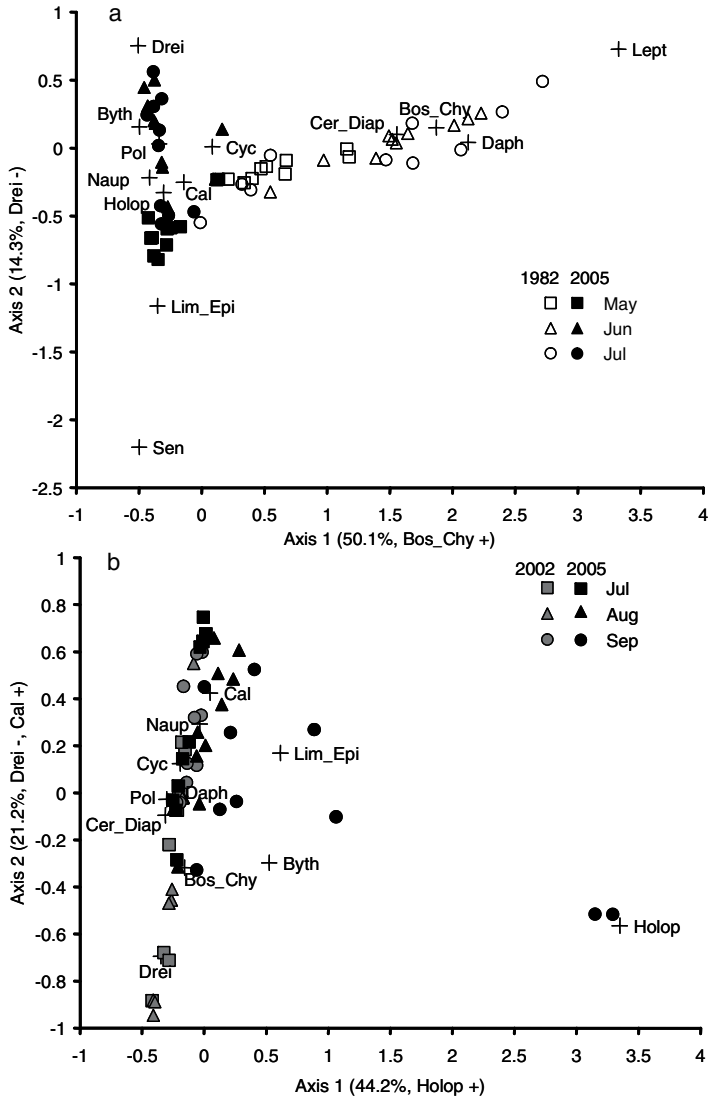 a
1
0.5
0
-0.5
-1
-1.5
-2
-2.5
Axis 2 (14.3%, Drei -)
Drei
Lept
Byth
Cer_Diap
Bos_Chy
Pol
Cyc
Daph
Naup
Cal
Holop
Lim_Epi
Sen
1982 2005
May
Jun
Jul
-1 -0.5 0 0.5 1 1.5 2 2.5 3 3.5 4
Axis 1 (50.1%, Bos_Chy +)
b
1
0.8
0.6
0.4
0.2
0
-0.2
-0.4
-0.6
-0.8
-1
Axis 2 (21.2%, Drei -, Cal +)
2002 2005
Jul
Aug
Sep
Cal
Naup
Lim_Epi
Cyc
Pol
Daph
Cer_Diap
Byth
Bos_Chy
Holop
Drei
-1 -0.5 0 0.5 1 1.5 2 2.5 3 3.5 4
Axis 1 (44.2%, Holop +)